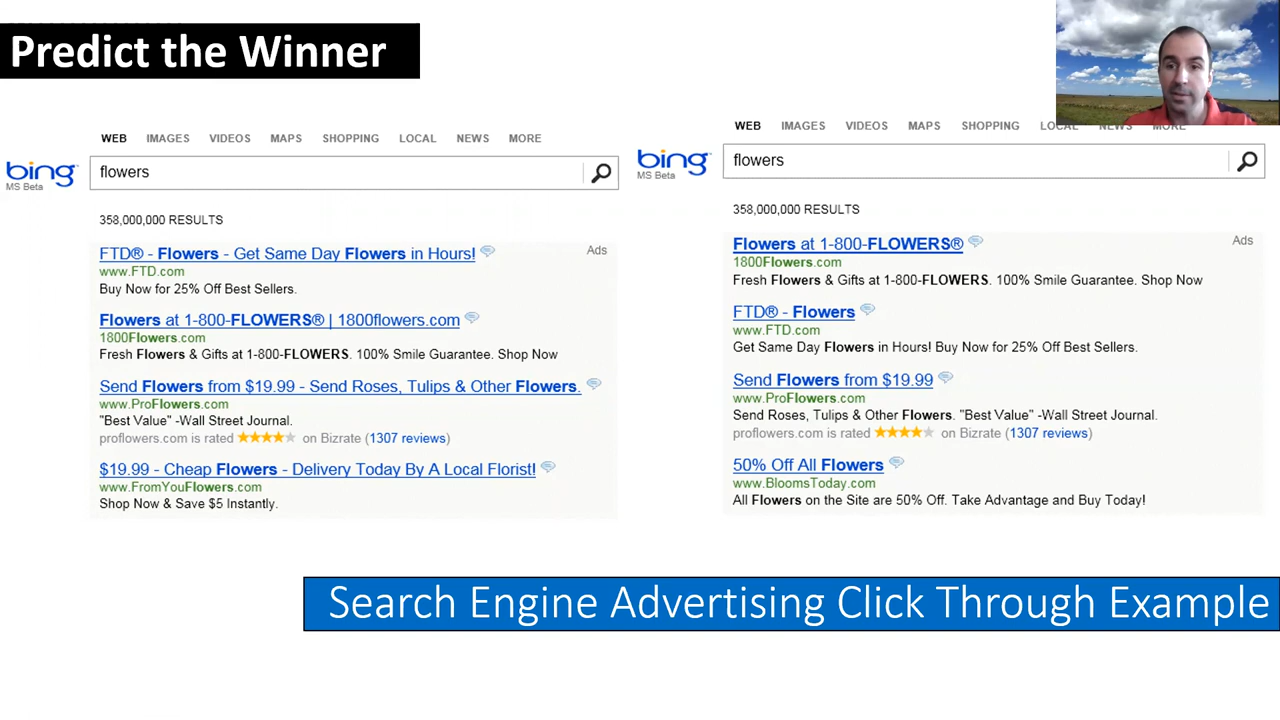 Predict the Winner
WEB IMAGES VIDEOS MAPS SHOPPING LOCAL NEWS MORE
bing
MS Beta
flowers
358,000,000 RESULTS
Ads
FTD® - Flowers - Get Same Day Flowers in Hours!
www.FTD.com
Buy Now for 25% Off Best Sellers.
Flowers at 1-800-FLOWERS® | 1800flowers.com
1800Flowers.com
Fresh Flowers & Gifts at 1-800-FLOWERS. 100% Smile Guarantee. Shop Now
Send Flowers from $19.99 - Send Roses, Tulips & Other Flowers.
www.ProFlowers.com
"Best Value" -Wall Street Journal.
proflowers.com is rated on Bizrate (1307 reviews)
$19.99 - Cheap Flowers - Delivery Today By A Local Florist!
www.FromYouFlowers.com
Shop Now & Save $5 Instantly.
WEB IMAGES VIDEOS MAPS SHOPPING LOCAL NEWS MORE
bing
MS Beta
flowers
358,000,000 RESULTS
Ads
Flowers at 1-800-FLOWERS®
1800Flowers.com
Fresh Flowers & Gifts at 1-800-FLOWERS. 100% Smile Guarantee. Shop Now
FTD® - Flowers
www.FTD.com
Get Same Day Flowers in Hours! Buy Now for 25% Off Best Sellers.
Send Flowers from $19.99
www.ProFlowers.com
Send Roses, Tulips & Other Flowers. "Best Value" -Wall Street Journal.
proflowers.com is rated on Bizrate (1307 reviews)
50% Off All Flowers
www.BloomsToday.com
All Flowers on the Site are 50% Off. Take Advantage and Buy Today!
Search Engine Advertising Click Through Example